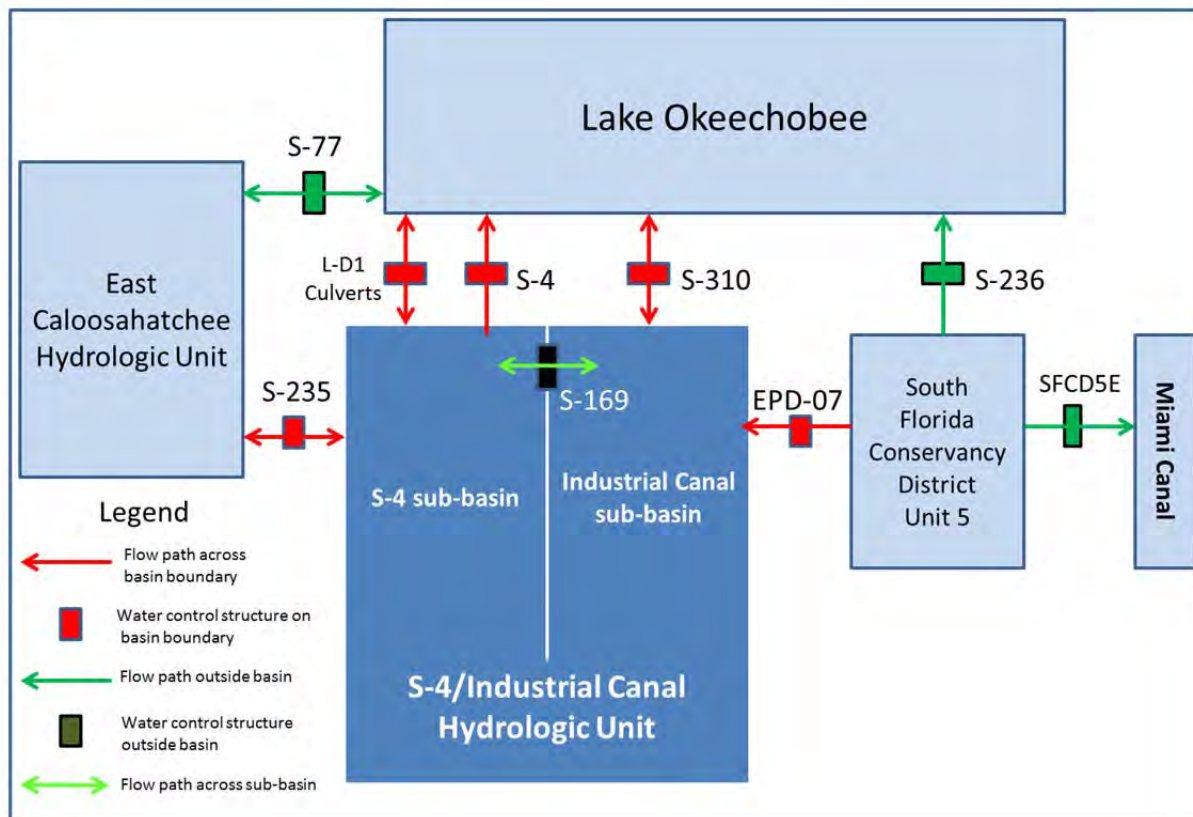 Lake Okeechobee
S-77
East
Caloosahatchee
Hydrologic Unit
L-D1
Culverts
S-4
S-310
S-236
S-235
S-169
EPD-07
South
Florida
Conservancy
District
Unit 5
SFCD5E
Miami Canal
S-4 sub-basin
Industrial Canal
sub-basin
S-4/Industrial Canal
Hydrologic Unit
Legend
Flow path across
basin boundary
Water control structure on
basin boundary
Flow path outside basin
Water control structure
outside basin
Flow path across sub-basin